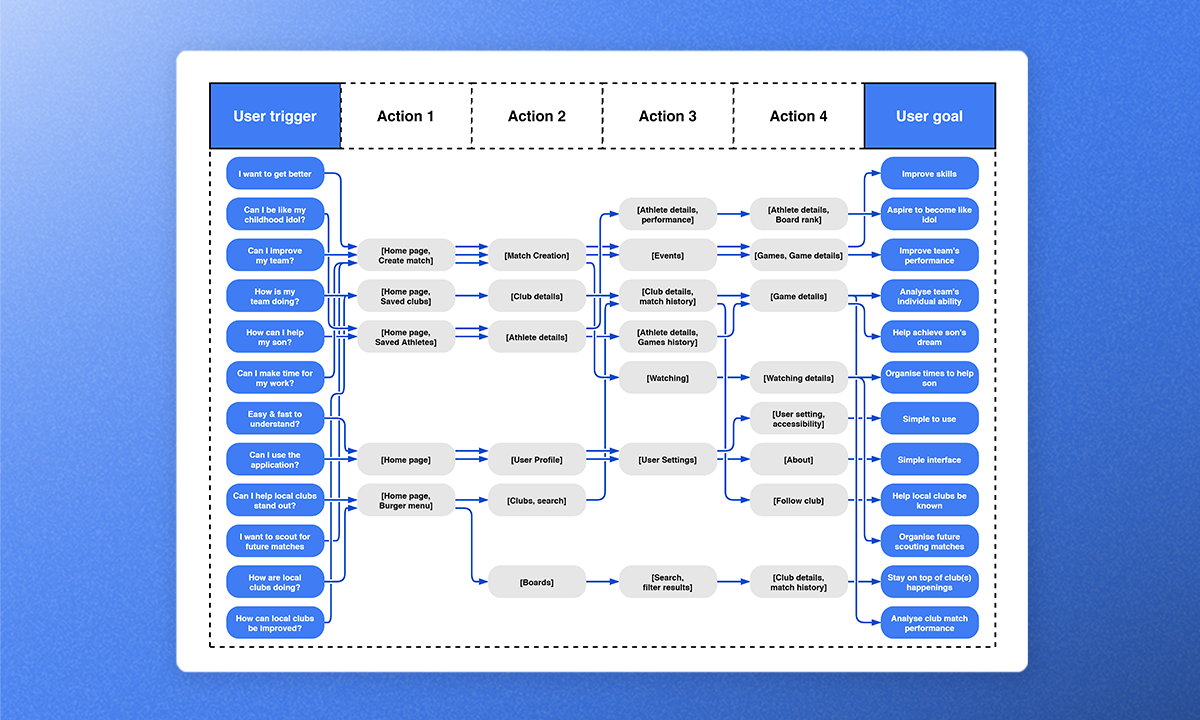 User trigger
Action 1
Action 2
Action 3
Action 4
User goal
I want to get better
Improve skills
Can I be like my
childhood idol?
[Athlete details,
performance]
[Athlete details,
Board rank]
Aspire to become like
idol
Can I improve
my team?
[Home page,
Create match]
[Match Creation]
[Events]
[Games, Game details]
Improve team's
performance
How is my
team doing?
[Home page,
Saved clubs]
[Club details]
[Club details,
match history]
[Game details]
Analyse team's
individual ability
How can I help
my son?
[Home page,
Saved Athletes]
[Athlete details]
[Athlete details,
Games history]
Help achieve son's
dream
Can I make time for
my work?
[Watching]
[Watching details]
Organise times to help
son
Easy & fast to
understand?
[User setting,
accessibility]
Simple to use
Can I use the
application?
[Home page]
[User Profile]
[User Settings]
[About]
Simple interface
Can I help local clubs
stand out?
[Home page,
Burger menu]
[Clubs, search]
[Follow club]
Help local clubs be
known
I want to scout for
future matches
Organise future
scouting matches
How are local
clubs doing?
[Boards]
[Search,
filter results]
[Club details,
match history]
Stay on top of club(s)
happenings
How can local clubs
be improved?
Analyse club match
performance